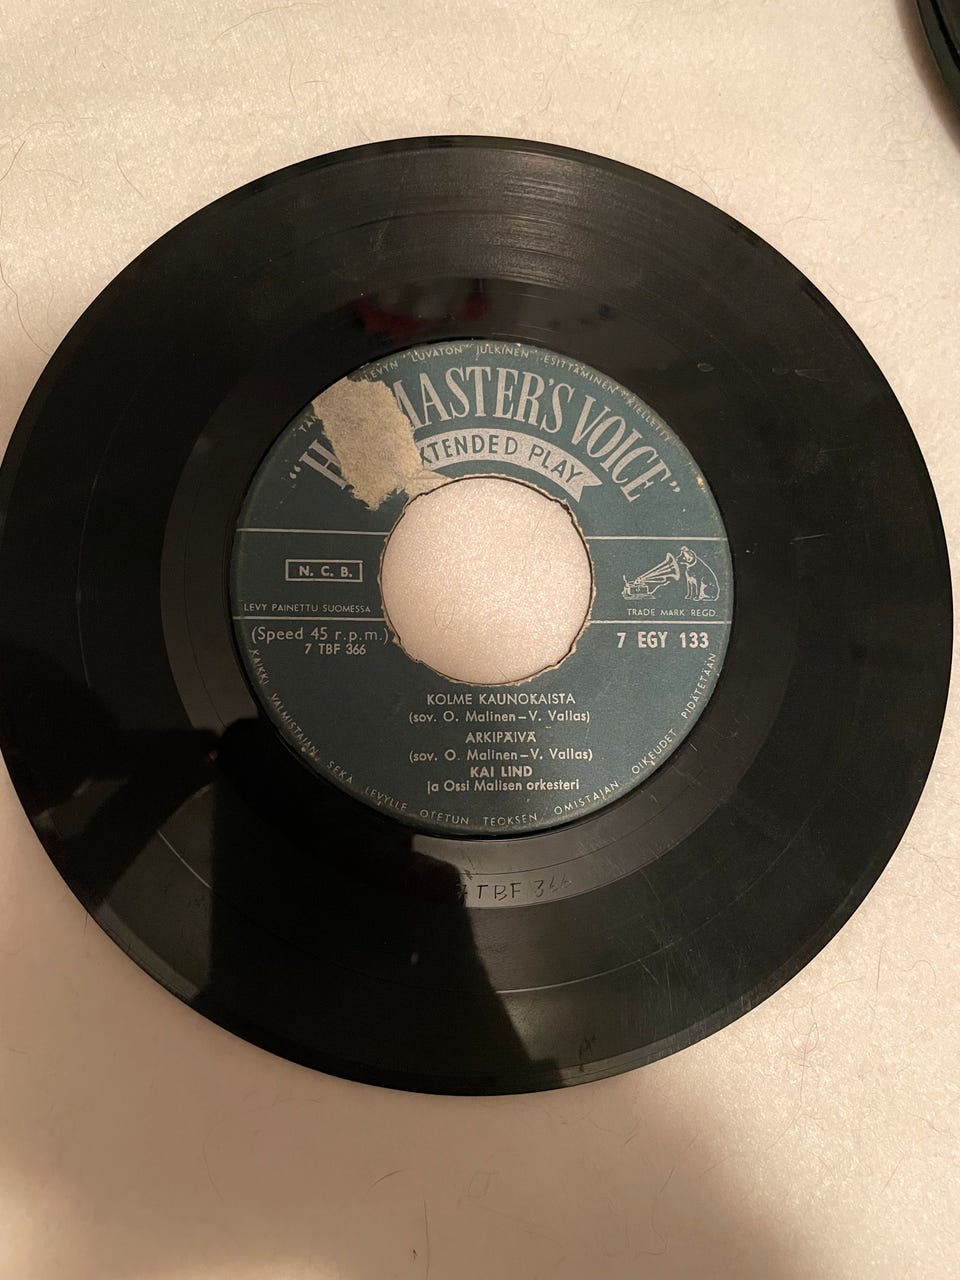 LEVYN LUVATON JULKINEN ESITTÄMINEN KIELLETTY
MASTER'S VOICE"
EXTENDED PLAY
N. C. B.
LEVY PAINETTU SUOMESSA
TRADE MARK REGD.
(Speed 45 r.p.m.)
7 TBF 366
7 EGY 133
KOLME KAUNOKAISTA
(sov. O. Malinen – V. Vallas)
ARKIPÄIVÄ
(sov. O. Malinen – V. Vallas)
KAI LIND
ja Ossi Malisen orkesteri
KAIKKI VALMISTAJAN SEKÄ LEVYLLE OTETUN TEOKSEN OMISTAJAN OIKEUDET PIDÄTETÄÄN
7 TBF 366